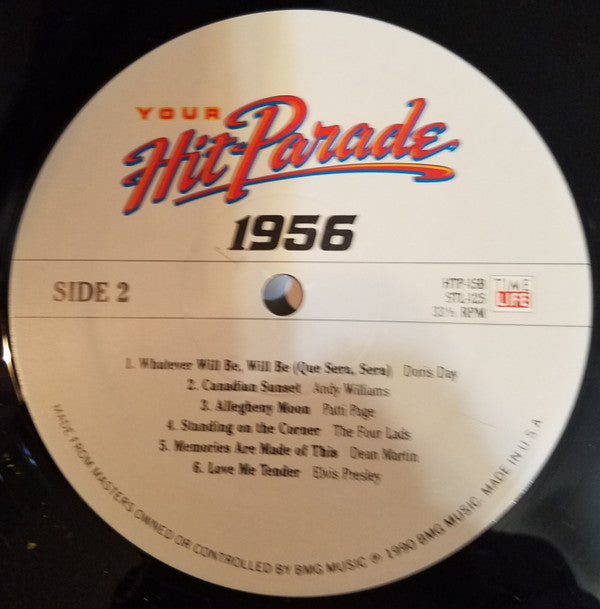 YOUR
Hit Parade
1956
SIDE 2
HTP-15B
STL-125
33⅓ RPM
TIME
LIFE
1. Whatever Will Be, Will Be (Que Sera, Sera) Doris Day
2. Canadian Sunset Andy Williams
3. Allegheny Moon Patti Page
4. Standing on the Corner The Four Lads
5. Memories Are Made of This Dean Martin
6. Love Me Tender Elvis Presley
MADE FROM MASTERS OWNED OR CONTROLLED BY BMG MUSIC ℗ 1990 BMG MUSIC. MADE IN U.S.A.